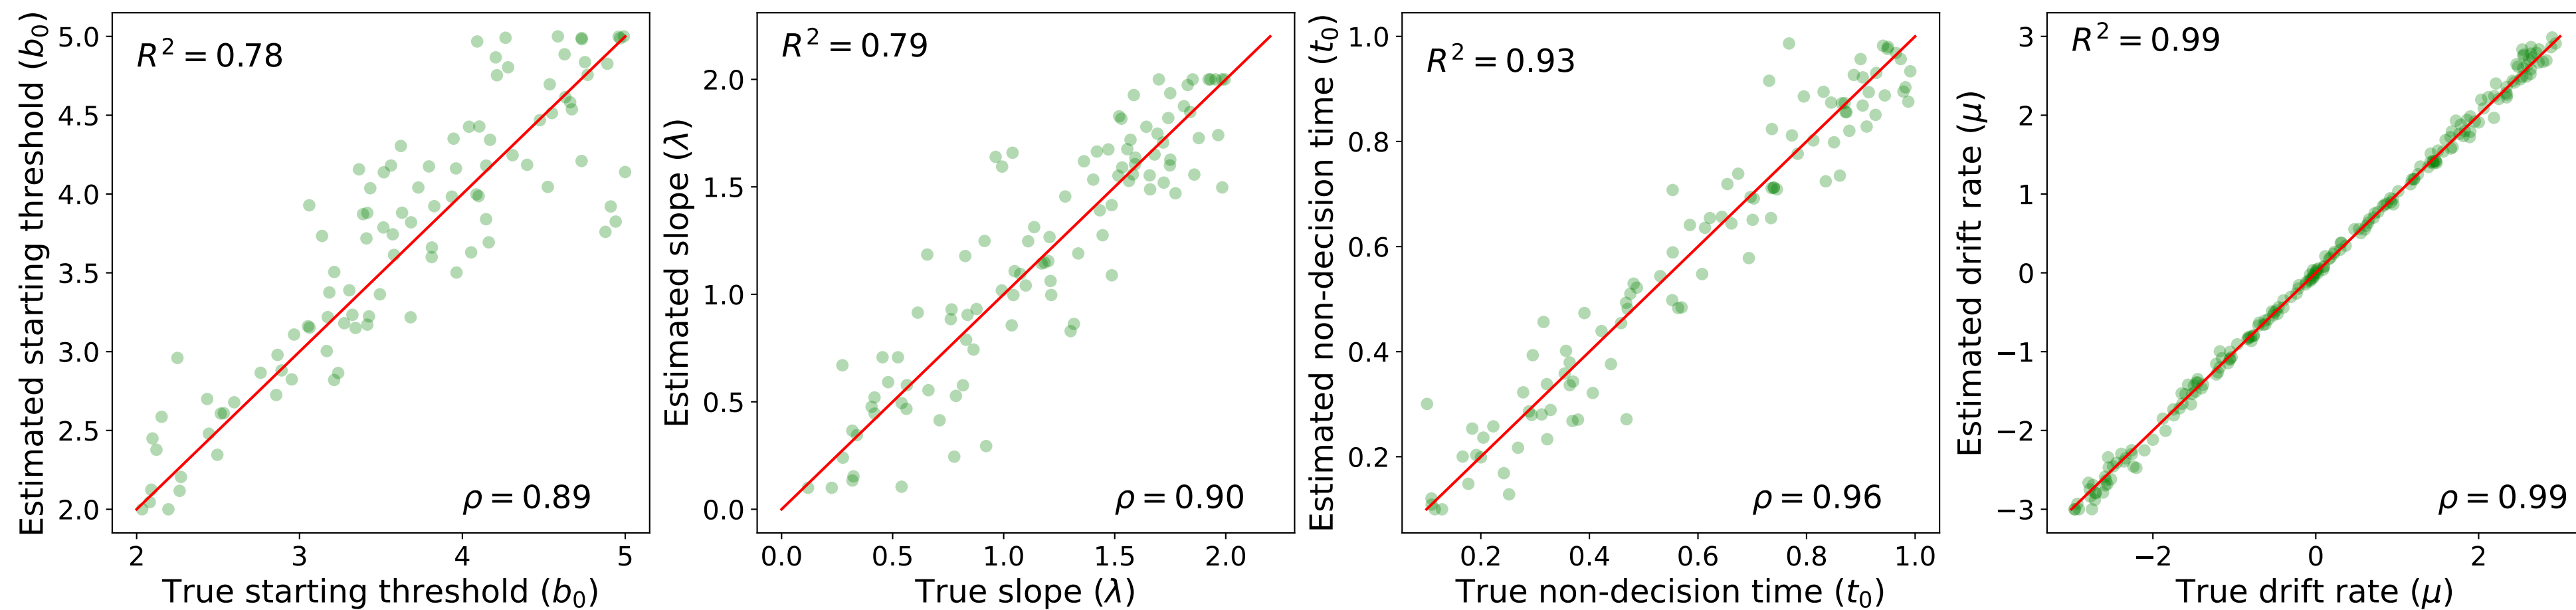 Estimated starting threshold (b₀)
5.0
4.5
4.0
3.5
3.0
2.5
2.0
R² = 0.78
ρ = 0.89
2 3 4 5
True starting threshold (b₀)
Estimated slope (λ)
2.0
1.5
1.0
0.5
0.0
R² = 0.79
ρ = 0.90
0.0 0.5 1.0 1.5 2.0
True slope (λ)
Estimated non-decision time (t₀)
1.0
0.8
0.6
0.4
0.2
R² = 0.93
ρ = 0.96
0.2 0.4 0.6 0.8 1.0
True non-decision time (t₀)
Estimated drift rate (μ)
3
2
1
0
−1
−2
−3
R² = 0.99
ρ = 0.99
−2 0 2
True drift rate (μ)